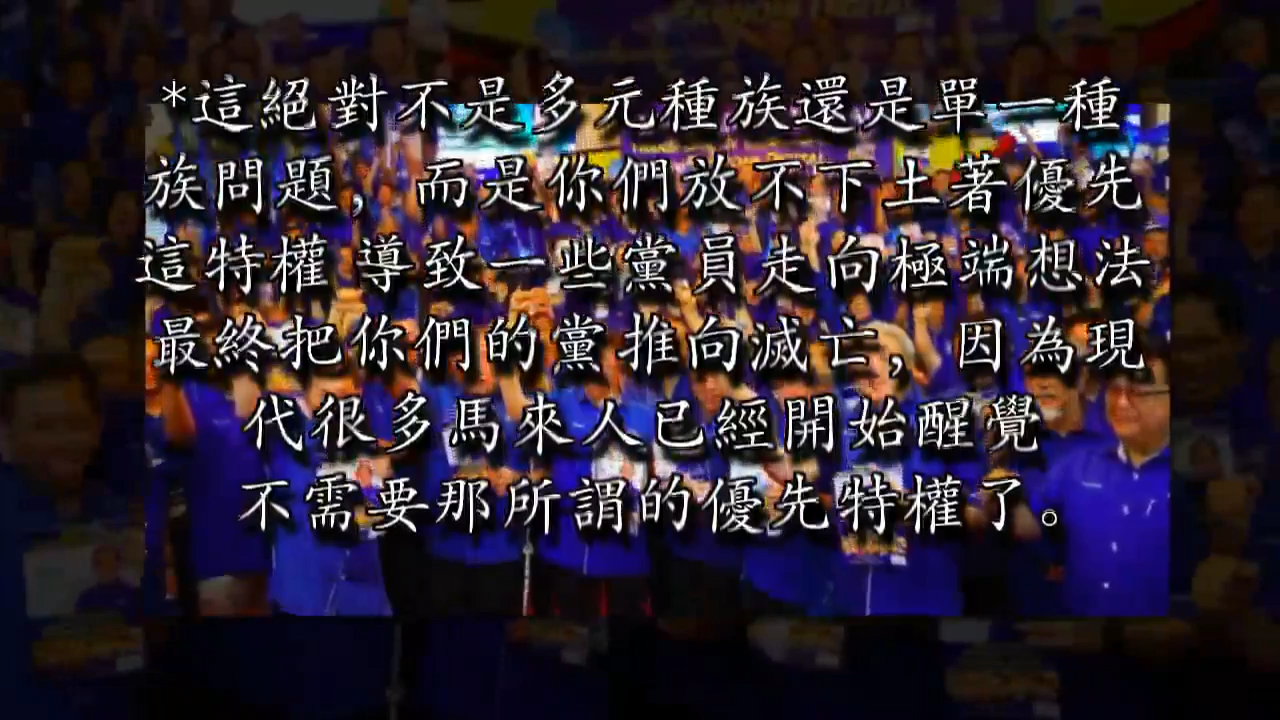 *這絕對不是多元種族還是單一種
族問題, 而是你們放不下土著優先
這特權 導致一些黨員走向極端想法
最終把你們的黨推向滅亡, 因為現
代很多馬來人已經開始醒覺
不需要那所謂的優先特權了。